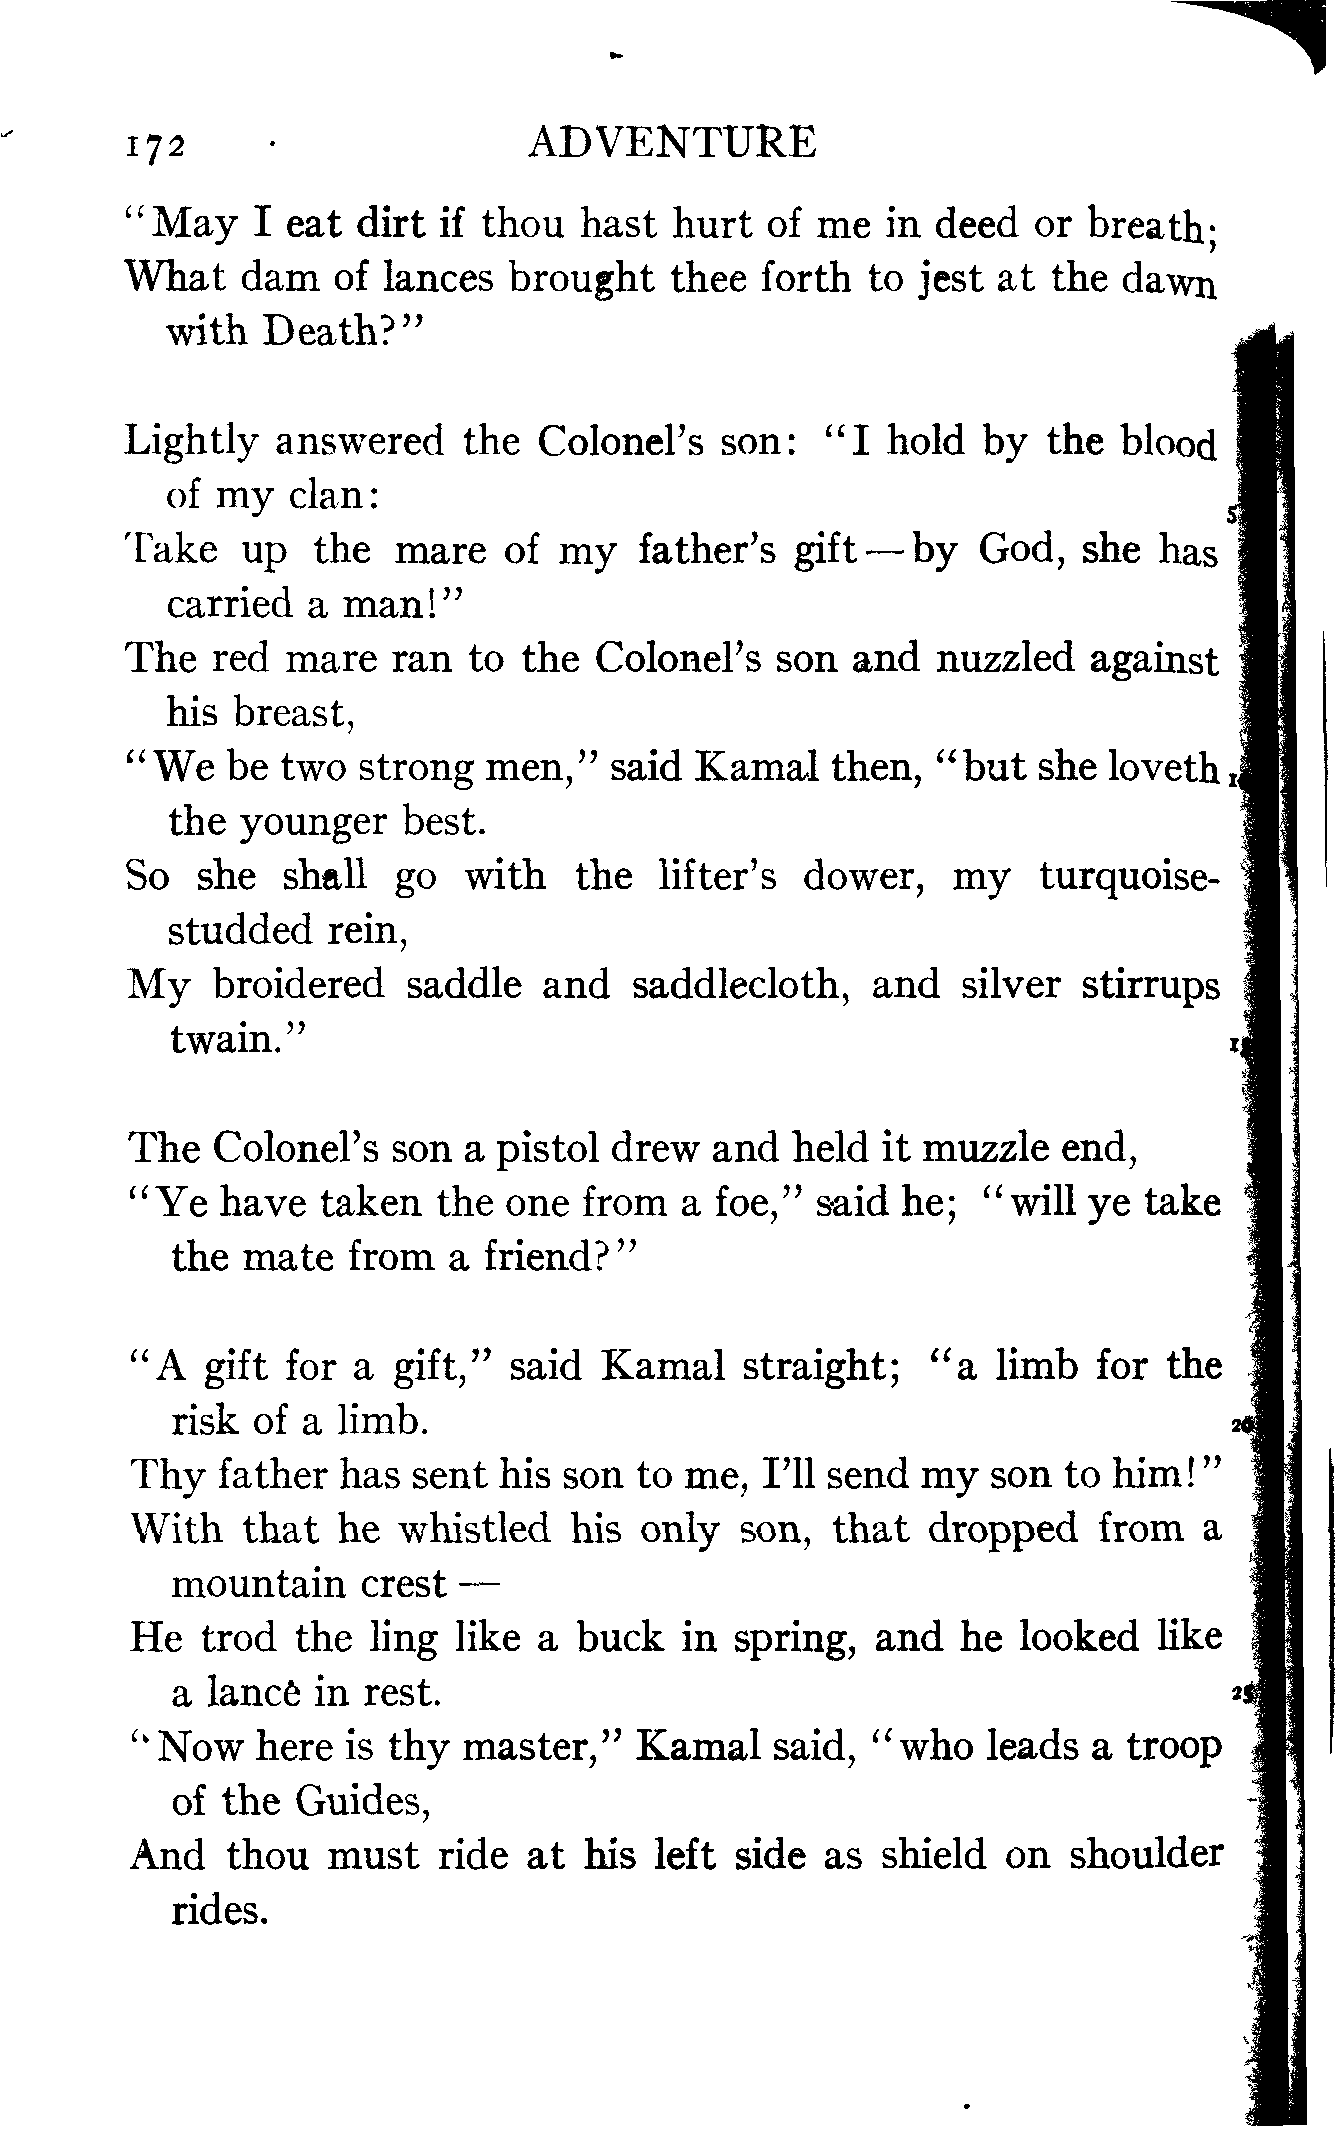 172 ADVENTURE
"May I eat dirt if thou hast hurt of me in deed or breath;
What dam of lances brought thee forth to jest at the dawn
with Death?"
Lightly answered the Colonel's son: "I hold by the blood
of my clan:
5
Take up the mare of my father's gift — by God, she has
carried a man!"
The red mare ran to the Colonel's son and nuzzled against
his breast,
"We be two strong men," said Kamal then, "but she loveth
the younger best.
So she shall go with the lifter's dower, my turquoise-
studded rein,
My broidered saddle and saddlecloth, and silver stirrups
twain."
The Colonel's son a pistol drew and held it muzzle end,
"Ye have taken the one from a foe," said he; "will ye take
the mate from a friend?"
"A gift for a gift," said Kamal straight; "a limb for the
risk of a limb. 20
Thy father has sent his son to me, I'll send my son to him!"
With that he whistled his only son, that dropped from a
mountain crest —
He trod the ling like a buck in spring, and he looked like
a lance in rest. 25
"Now here is thy master," Kamal said, "who leads a troop
of the Guides,
And thou must ride at his left side as shield on shoulder
rides.